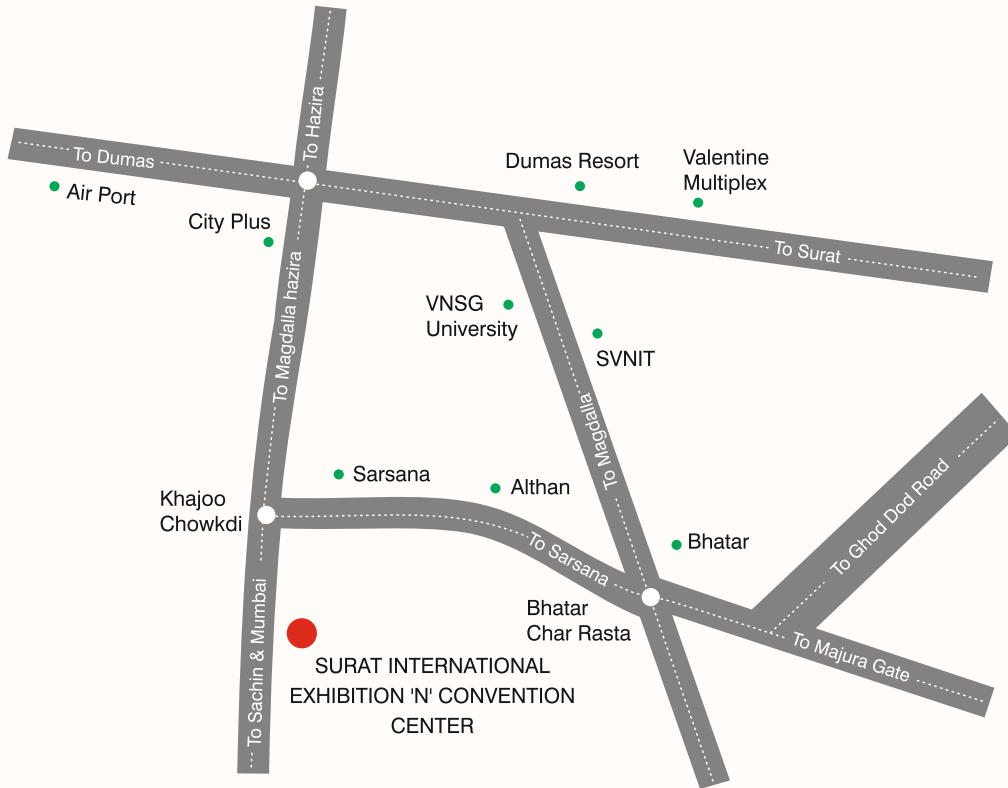 To Hazira
To Dumas
Air Port
City Plus
Dumas Resort
Valentine
Multiplex
To Surat
To Magdalla hazira
VNSG
University
SVNIT
To Magdalla
Sarsana
Althan
Khajoo
Chowkdi
To Sarsana
Bhatar
To Ghod Dod Road
Bhatar
Char Rasta
To Majura Gate
To Sachin & Mumbai
SURAT INTERNATIONAL
EXHIBITION 'N' CONVENTION
CENTER